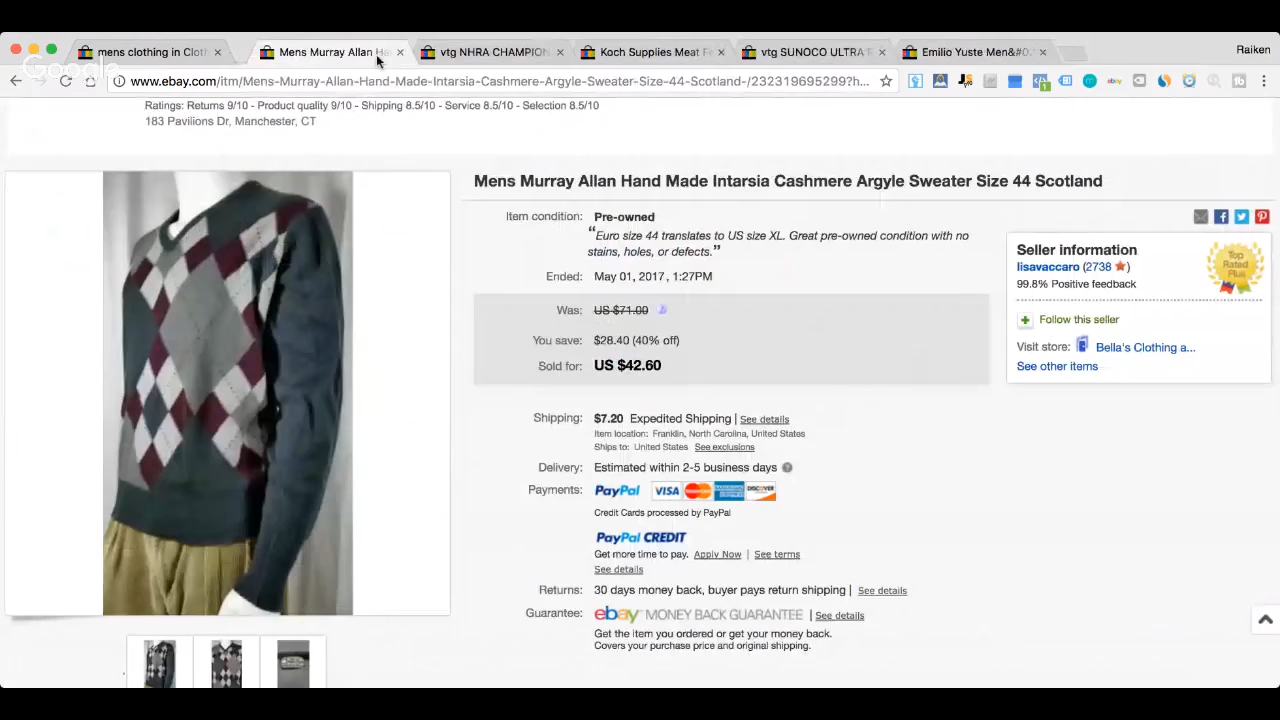 mens clothing in Clot
Mens Murray Allan Ha
vtg NHRA CHAMPION
Koch Supplies Meat F
vtg SUNOCO ULTRA
Emilio Yuste Men&#0
Raiken
Google
www.ebay.com/itm/Mens-Murray-Allan-Hand-Made-Intarsia-Cashmere-Argyle-Sweater-Size-44-Scotland-/232319695299?h...
Ratings: Returns 9/10 - Product quality 9/10 - Shipping 8.5/10 - Service 8.5/10 - Selection 8.5/10
183 Pavilions Dr, Manchester, CT
Mens Murray Allan Hand Made Intarsia Cashmere Argyle Sweater Size 44 Scotland
Item condition: Pre-owned
“Euro size 44 translates to US size XL. Great pre-owned condition with no
stains, holes, or defects.”
Ended: May 01, 2017, 1:27PM
Was: US $71.00
You save: $28.40 (40% off)
Sold for: US $42.60
Shipping: $7.20 Expedited Shipping | See details
Item location: Franklin, North Carolina, United States
Ships to: United States See exclusions
Delivery: Estimated within 2-5 business days
Payments: PayPal VISA MasterCard AMERICAN EXPRESS DISCOVER
Credit Cards processed by PayPal
PayPal CREDIT
Get more time to pay. Apply Now | See terms
See details
Returns: 30 days money back, buyer pays return shipping | See details
Guarantee: ebay MONEY BACK GUARANTEE | See details
Get the item you ordered or get your money back.
Covers your purchase price and original shipping.
Seller information
lisavaccaro (2738)
99.8% Positive feedback
Top Rated Plus
Follow this seller
Visit store: Bella's Clothing a...
See other items